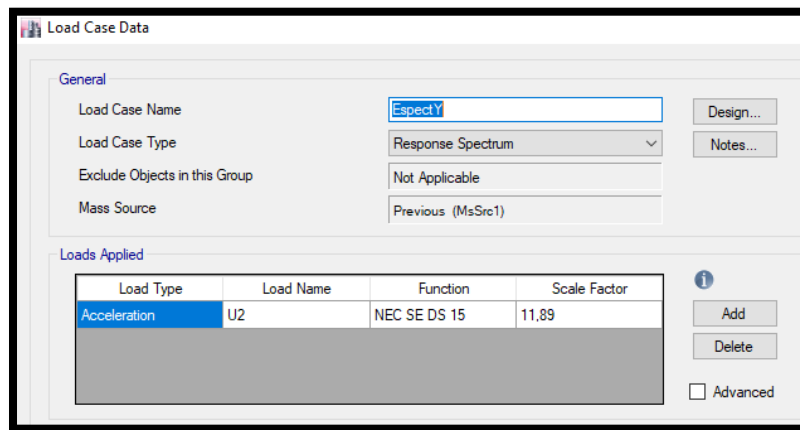 Load Case Data
General
Load Case Name EspectY Design...
Load Case Type Response Spectrum Notes...
Exclude Objects in this Group Not Applicable
Mass Source Previous (MsSrc1)
Loads Applied
Load Type Load Name Function Scale Factor
Acceleration U2 NEC SE DS 15 11,89 Add
Delete
Advanced